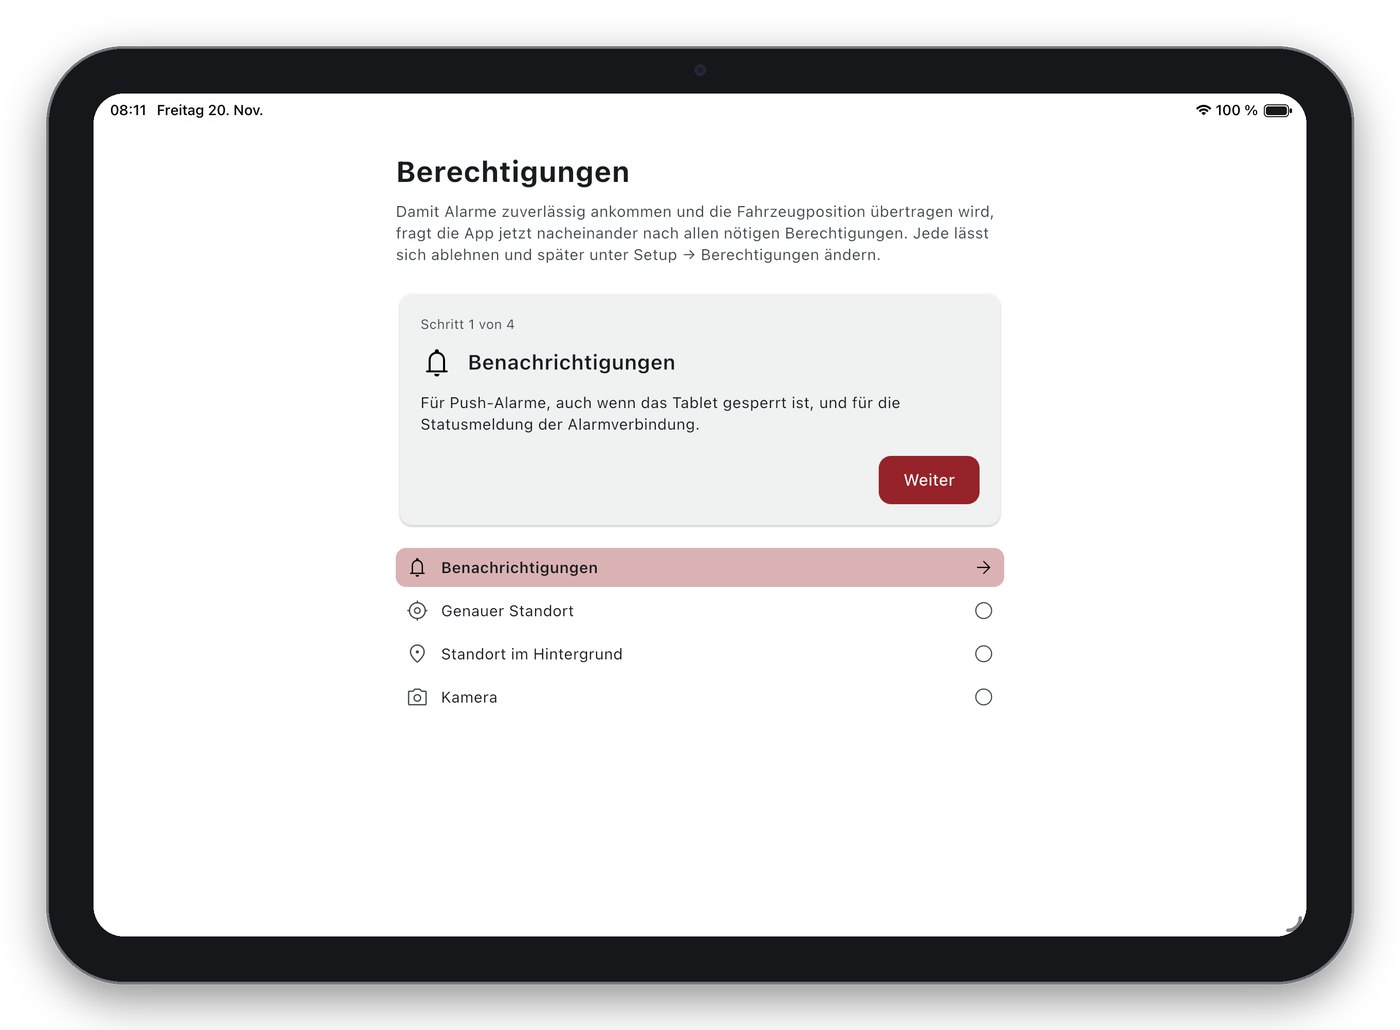 08:11 Freitag 20. Nov.
100 %
Berechtigungen
Damit Alarme zuverlässig ankommen und die Fahrzeugposition übertragen wird,
fragt die App jetzt nacheinander nach allen nötigen Berechtigungen. Jede lässt
sich ablehnen und später unter Setup → Berechtigungen ändern.
Schritt 1 von 4
Benachrichtigungen
Für Push-Alarme, auch wenn das Tablet gesperrt ist, und für die
Statusmeldung der Alarmverbindung.
Weiter
Benachrichtigungen
Genauer Standort
Standort im Hintergrund
Kamera